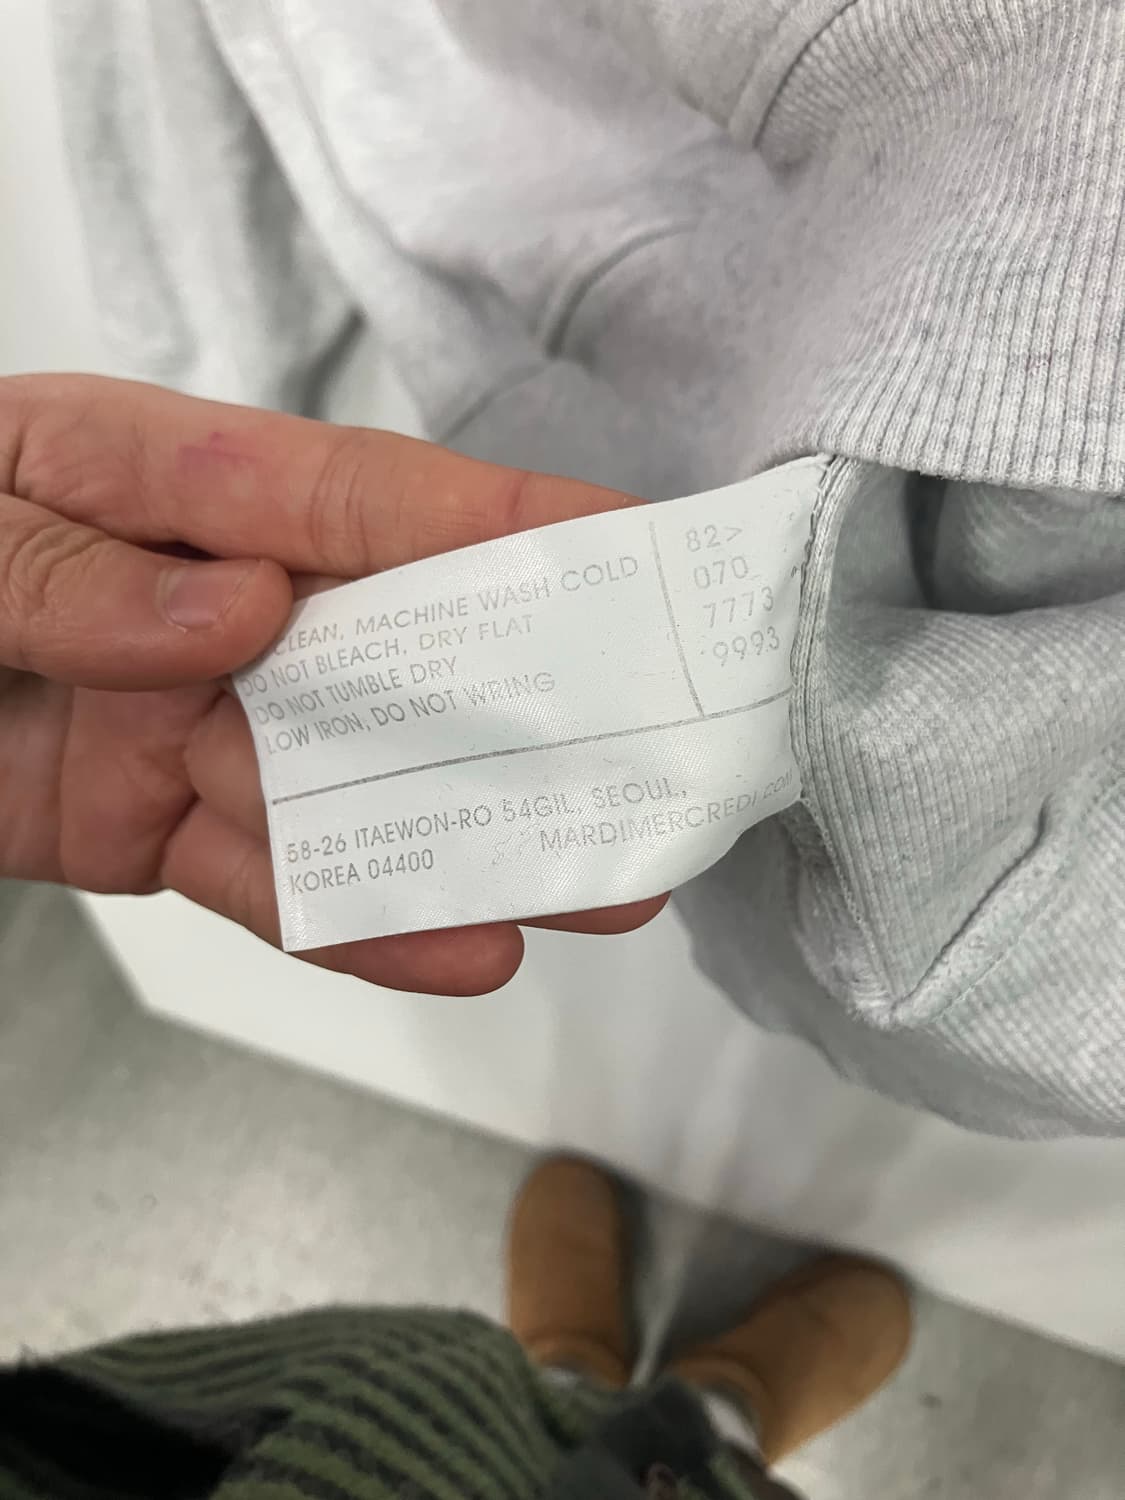 CLEAN, MACHINE WASH COLD
DO NOT BLEACH, DRY FLAT
DO NOT TUMBLE DRY
LOW IRON, DO NOT WRING
82>
070
7773
9993
58-26 ITAEWON-RO 54GIL, SEOUL,
KOREA 04400
MARDIMERCREDI.COM